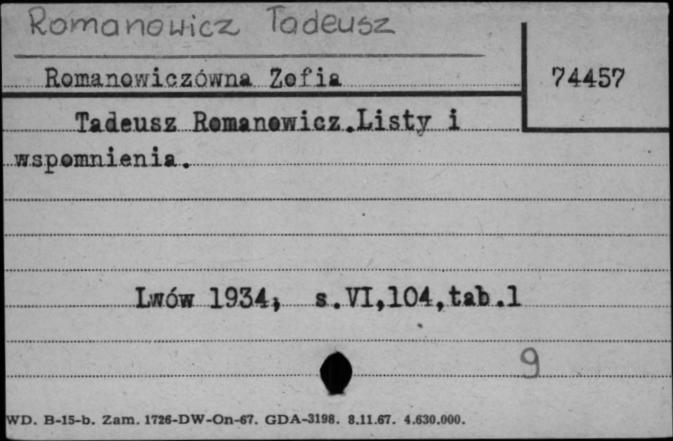 Romanowicz Tadeusz
Romanowiczówna Zofia
74457
Tadeusz Romanowicz.Listy i
wspomnienia.
Lwów 1934, s.VI,104,tab.1
9
WD. B-15-b. Zam. 1726-DW-On-67. GDA-3198. 8.11.67. 4.630.000.